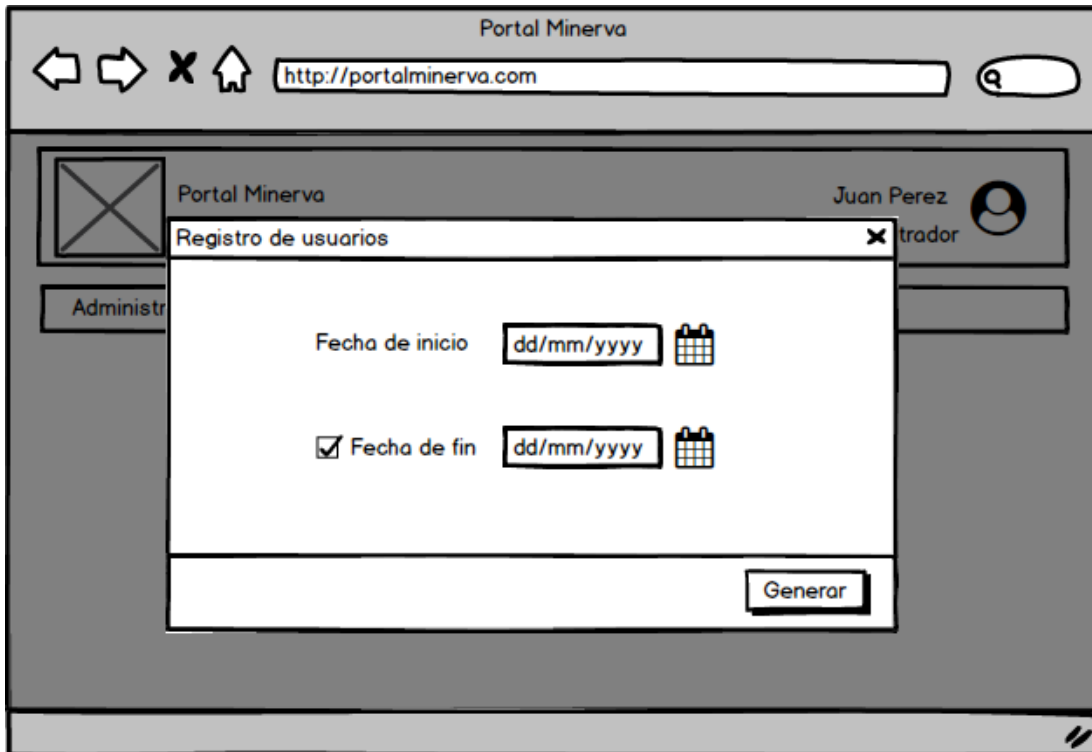 Portal Minerva
http://portalminerva.com
Portal Minerva
Juan Perez
Registro de usuarios
trador
Administr
Fecha de inicio
dd/mm/yyyy
Fecha de fin
dd/mm/yyyy
Generar